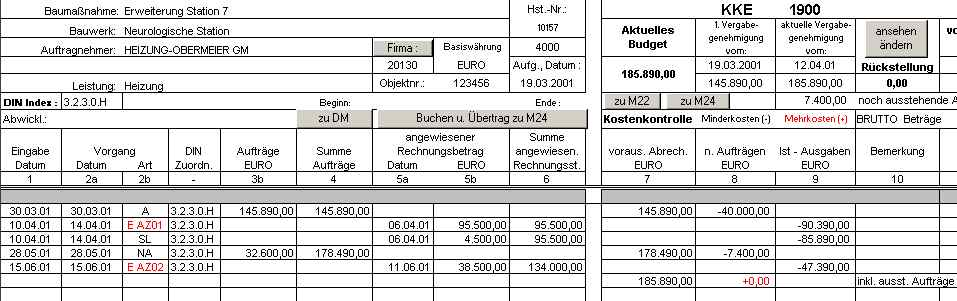 Baumaßnahme: Erweiterung Station 7 Hst.-Nr.: KKE 1900
Bauwerk: Neurologische Station 10157 Aktuelles Budget 1. Vergabe-genehmigung vom: aktuelle Vergabe-genehmigung vom: ansehen ändern
Auftragnehmer: HEIZUNG-OBERMEIER GM Firma : Basiswährung 4000
20130 EURO Aufg., Datum : 185.890,00 19.03.2001 12.04.01 Rückstellung
Leistung: Heizung Objektnr.: 123456 19.03.2001 145.890,00 185.890,00 0,00
DIN Index : 3.2.3.0.H Beginn: Ende : zu M22 zu M24 7.400,00 noch ausstehende A
Abwickl.: zu DM Buchen u. Übertrag zu M24 Kostenkontrolle Minderkosten (-) Mehrkosten (+) BRUTTO Beträge
Eingabe Datum Vorgang Datum Art DIN Zuordn. Aufträge EURO Summe Aufträge angewiesener Rechnungsbetrag Datum EURO Summe angewiesen. Rechnungsst. voraus. Abrech. EURO n. Aufträgen EURO Ist - Ausgaben EURO Bemerkung
1 2a 2b - 3b 4 5a 5b 6 7 8 9 10
30.03.01 30.03.01 A 3.2.3.0.H 145.890,00 145.890,00 145.890,00 -40.000,00
10.04.01 14.04.01 E AZ01 3.2.3.0.H 06.04.01 95.500,00 95.500,00 -90.390,00
10.04.01 14.04.01 SL 3.2.3.0.H 06.04.01 4.500,00 95.500,00 -85.890,00
28.05.01 28.05.01 NA 3.2.3.0.H 32.600,00 178.490,00 178.490,00 -7.400,00
15.06.01 15.06.01 E AZ02 3.2.3.0.H 11.06.01 38.500,00 134.000,00 -47.390,00
185.890,00 +0,00 inkl. ausst. Aufträge